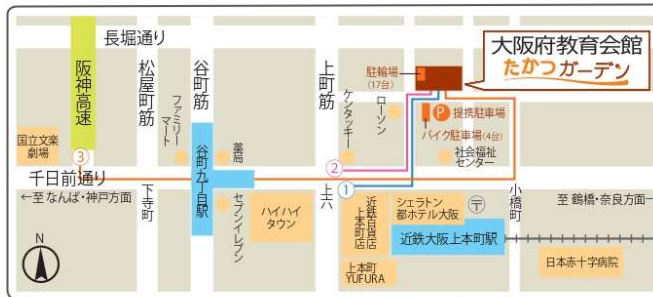 長堀通り
阪神高速
松屋町筋
谷町筋
上町筋
大阪府教育会館
たかつガーデン
駐輪場
(17台)
ファミリー
マート
ケンタッキー
ローソン
P 提携駐車場
バイク駐車場(4台)
国立文楽
劇場
③
薬局
②
社会福祉
センター
千日前通り
谷町九丁目駅
①
←至 なんば・神戸方面
下寺町
セブンイレブン
ハイハイ
タウン
上六
近鉄百貨店
上本町店
シェラトン
都ホテル大阪
〒
小橋町
至 鶴橋・奈良方面→
近鉄大阪上本町駅
N
上本町
YUFURA
日本赤十字病院